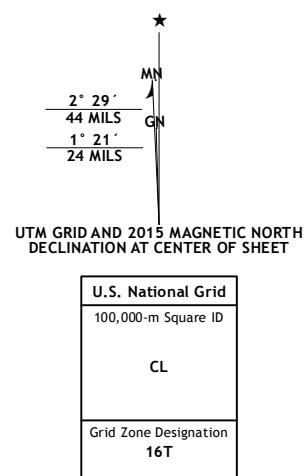 MN
2° 29´
44 MILS
GN
1° 21´
24 MILS
UTM GRID AND 2015 MAGNETIC NORTH
DECLINATION AT CENTER OF SHEET
U.S. National Grid
100,000-m Square ID
CL
Grid Zone Designation
16T